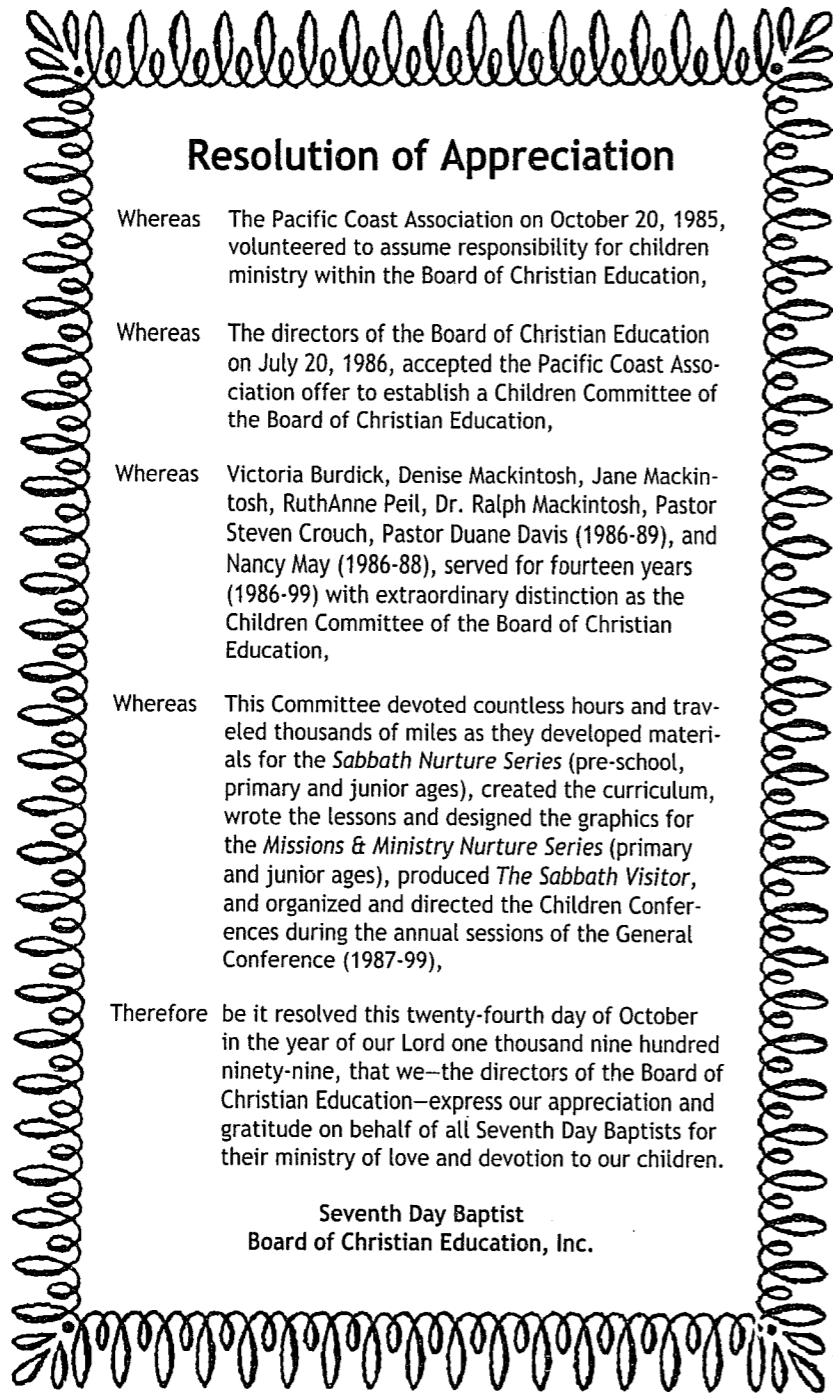 Resolution of Appreciation
Whereas The Pacific Coast Association on October 20, 1985,
volunteered to assume responsibility for children
ministry within the Board of Christian Education,
Whereas The directors of the Board of Christian Education
on July 20, 1986, accepted the Pacific Coast Asso-
ciation offer to establish a Children Committee of
the Board of Christian Education,
Whereas Victoria Burdick, Denise Mackintosh, Jane Mackin-
tosh, RuthAnne Peil, Dr. Ralph Mackintosh, Pastor
Steven Crouch, Pastor Duane Davis (1986-89), and
Nancy May (1986-88), served for fourteen years
(1986-99) with extraordinary distinction as the
Children Committee of the Board of Christian
Education,
Whereas This Committee devoted countless hours and trav-
eled thousands of miles as they developed materi-
als for the Sabbath Nurture Series (pre-school,
primary and junior ages), created the curriculum,
wrote the lessons and designed the graphics for
the Missions & Ministry Nurture Series (primary
and junior ages), produced The Sabbath Visitor,
and organized and directed the Children Confer-
ences during the annual sessions of the General
Conference (1987-99),
Therefore be it resolved this twenty-fourth day of October
in the year of our Lord one thousand nine hundred
ninety-nine, that we—the directors of the Board of
Christian Education—express our appreciation and
gratitude on behalf of all Seventh Day Baptists for
their ministry of love and devotion to our children.
Seventh Day Baptist
Board of Christian Education, Inc.